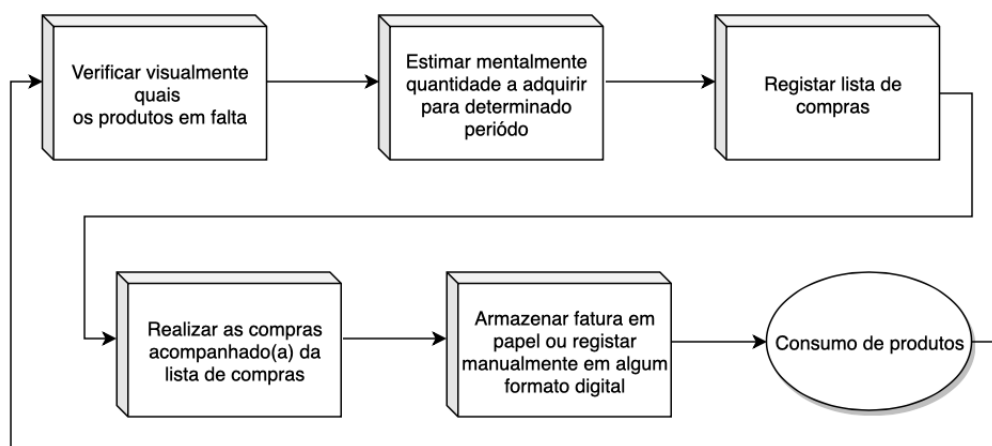 Verificar visualmente
quais
os produtos em falta
Estimar mentalmente
quantidade a adquirir
para determinado
periódo
Registar lista de
compras
Realizar as compras
acompanhado(a) da
lista de compras
Armazenar fatura em
papel ou registar
manualmente em algum
formato digital
Consumo de produtos